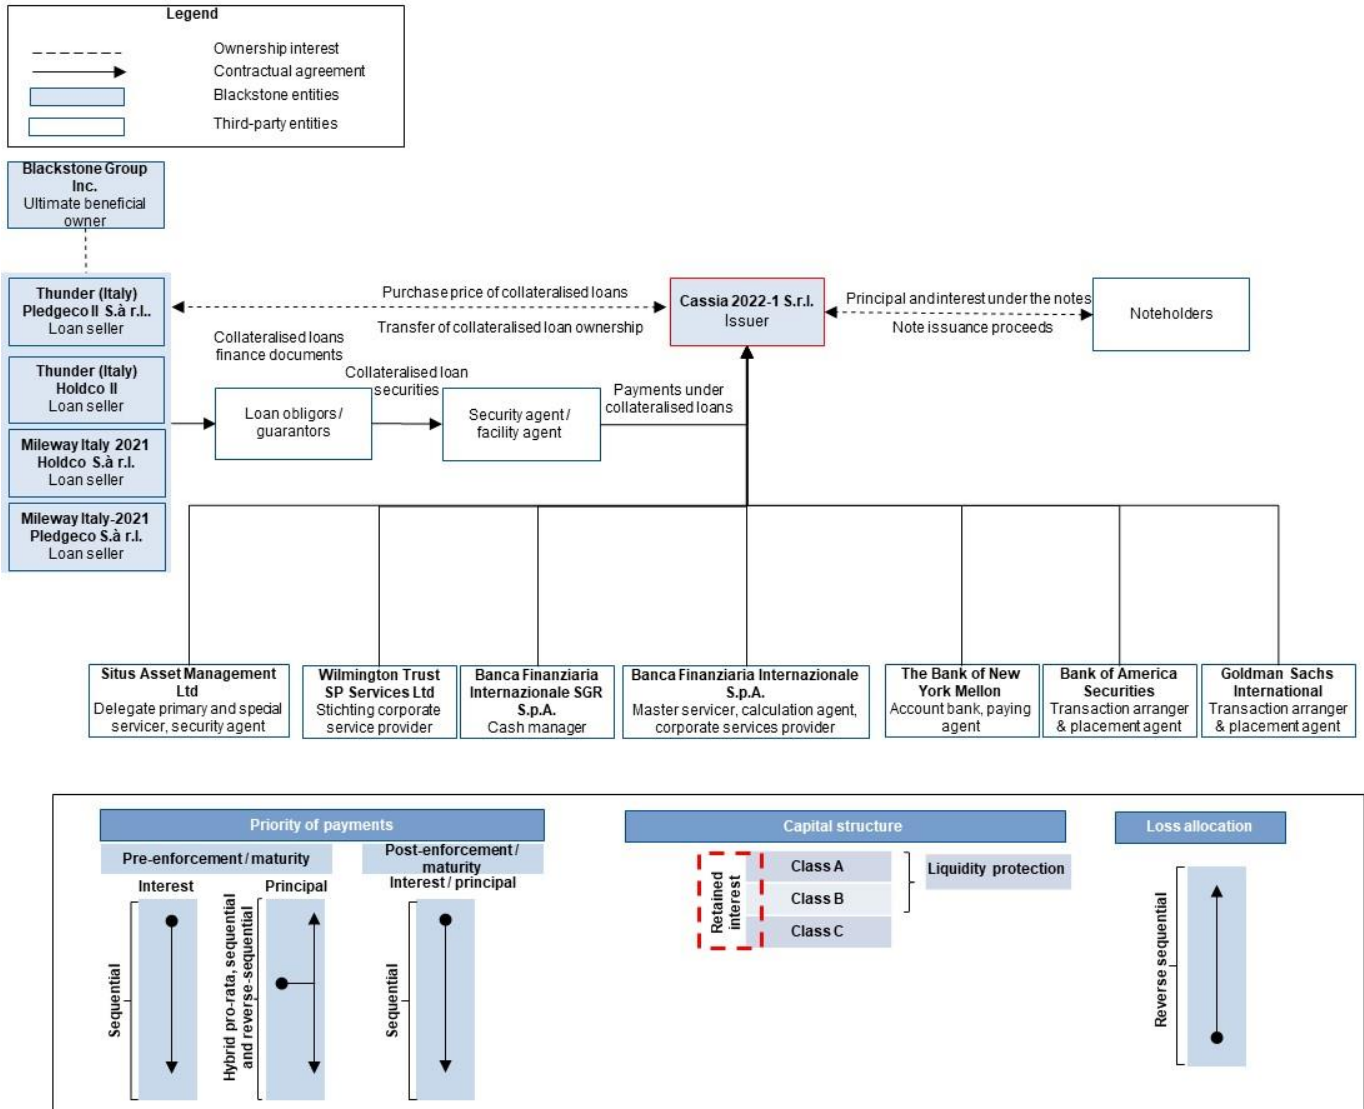 Legend
Ownership interest
Contractual agreement
Blackstone entities
Third-party entities
Blackstone Group
Inc.
Ultimate beneficial
owner
Thunder (Italy)
Pledgeco II S.à r.l..
Loan seller
Thunder (Italy)
Holdco II
Loan seller
Mileway Italy 2021
Holdco S.à r.l.
Loan seller
Mileway Italy-2021
Pledgeco S.à r.l.
Loan seller
Purchase price of collateralised loans
Transfer of collateralised loan ownership
Cassia 2022-1 S.r.l.
Issuer
Principal and interest under the notes
Note issuance proceeds
Noteholders
Collateralised loans
finance documents
Loan obligors /
guarantors
Collateralised loan
securities
Security agent /
facility agent
Payments under
collateralised loans
Situs Asset Management
Ltd
Delegate primary and special
servicer, security agent
Wilmington Trust
SP Services Ltd
Stichting corporate
service provider
Banca Finanziaria
Internazionale SGR
S.p.A.
Cash manager
Banca Finanziaria Internazionale
S.p.A.
Master servicer, calculation agent,
corporate services provider
The Bank of New
York Mellon
Account bank, paying
agent
Bank of America
Securities
Transaction arranger
& placement agent
Goldman Sachs
International
Transaction arranger
& placement agent
Priority of payments
Pre-enforcement / maturity
Interest
Principal
Sequential
Hybrid pro-rata, sequential
and reverse-sequential
Post-enforcement /
maturity
Interest / principal
Sequential
Capital structure
Retained
interest
Class A
Class B
Class C
Liquidity protection
Loss allocation
Reverse sequential